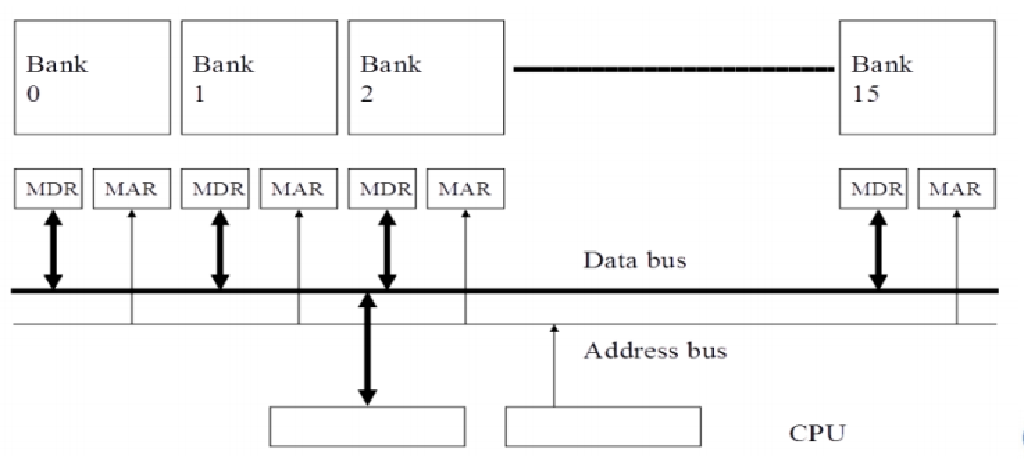 Bank
0
Bank
1
Bank
2
Bank
15
MDR
MAR
MDR
MAR
MDR
MAR
MDR
MAR
Data bus
Address bus
CPU